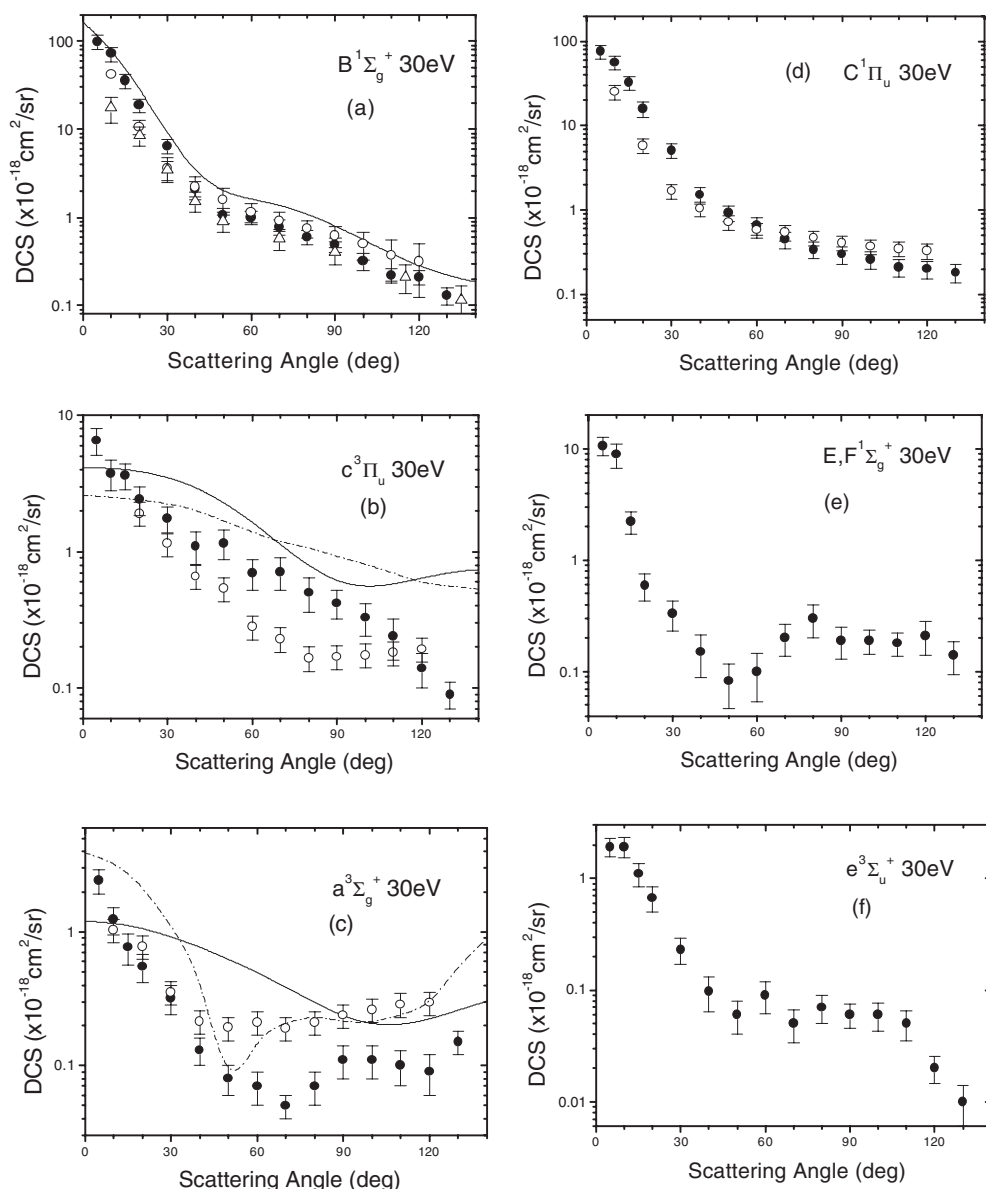 B¹Σg⁺ 30eV
(a)
100
10
1
0.1
DCS (x10⁻¹⁸cm²/sr)
0 30 60 90 120
Scattering Angle (deg)
(d) C¹Πu 30eV
100
10
1
0.1
DCS (x10⁻¹⁸cm²/sr)
0 30 60 90 120
Scattering Angle (deg)
c³Πu 30eV
(b)
10
1
0.1
DCS (x10⁻¹⁸cm²/sr)
0 30 60 90 120
Scattering Angle (deg)
E,F¹Σg⁺ 30eV
(e)
10
1
0.1
DCS (x10⁻¹⁸cm²/sr)
0 30 60 90 120
Scattering Angle (deg)
a³Σg⁺ 30eV
(c)
1
0.1
DCS (x10⁻¹⁸cm²/sr)
0 30 60 90 120
Scattering Angle (deg)
e³Σu⁺ 30eV
(f)
1
0.1
0.01
DCS (x10⁻¹⁸cm²/sr)
0 30 60 90 120
Scattering Angle (deg)